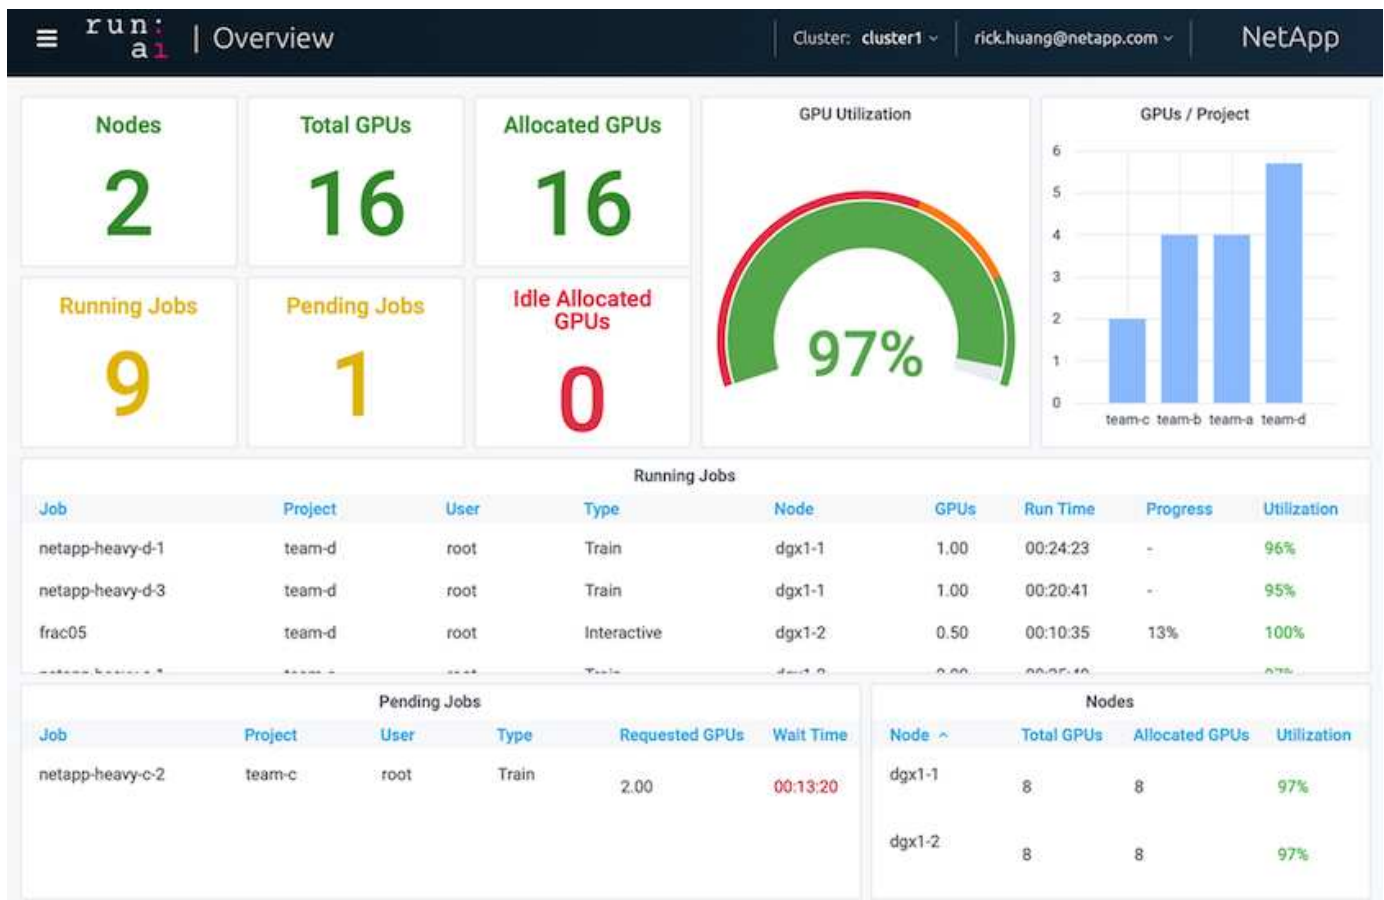 run: ai | Overview Cluster: cluster1 rick.huang@netapp.com NetApp
Nodes
2
Total GPUs
16
Allocated GPUs
16
Running Jobs
9
Pending Jobs
1
Idle Allocated
GPUs
0
GPU Utilization
97%
GPUs / Project
6
5
4
3
2
1
0
team-c team-b team-a team-d
Running Jobs
Job Project User Type Node GPUs Run Time Progress Utilization
netapp-heavy-d-1 team-d root Train dgx1-1 1.00 00:24:23 - 96%
netapp-heavy-d-3 team-d root Train dgx1-1 1.00 00:20:41 - 95%
frac05 team-d root Interactive dgx1-2 0.50 00:10:35 13% 100%
Pending Jobs
Job Project User Type Requested GPUs Wait Time
netapp-heavy-c-2 team-c root Train 2.00 00:13:20
Nodes
Node Total GPUs Allocated GPUs Utilization
dgx1-1 8 8 97%
dgx1-2 8 8 97%